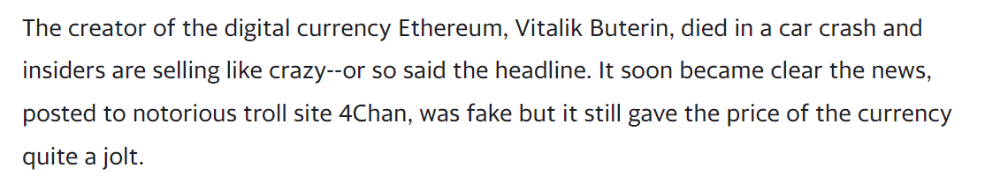 The creator of the digital currency Ethereum, Vitalik Buterin, died in a car crash and
insiders are selling like crazy--or so said the headline. It soon became clear the news,
posted to notorious troll site 4Chan, was fake but it still gave the price of the currency
quite a jolt.